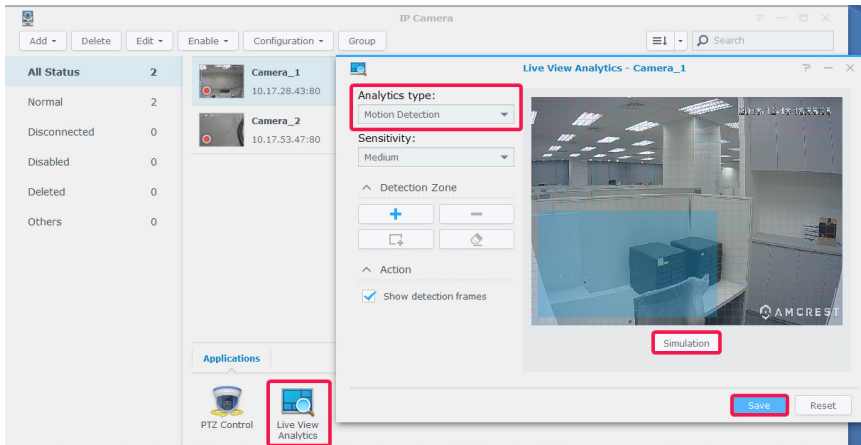 IP Camera
Add Delete Edit Enable Configuration Group Search
All Status 2
Normal 2
Disconnected 0
Disabled 0
Deleted 0
Others 0
Camera_1
10.17.28.43:80
Camera_2
10.17.53.47:80
Applications
PTZ Control
Live View
Analytics
Live View Analytics - Camera_1
Analytics type:
Motion Detection
Sensitivity:
Medium
Detection Zone
Action
Show detection frames
AMCREST
Simulation
Save Reset